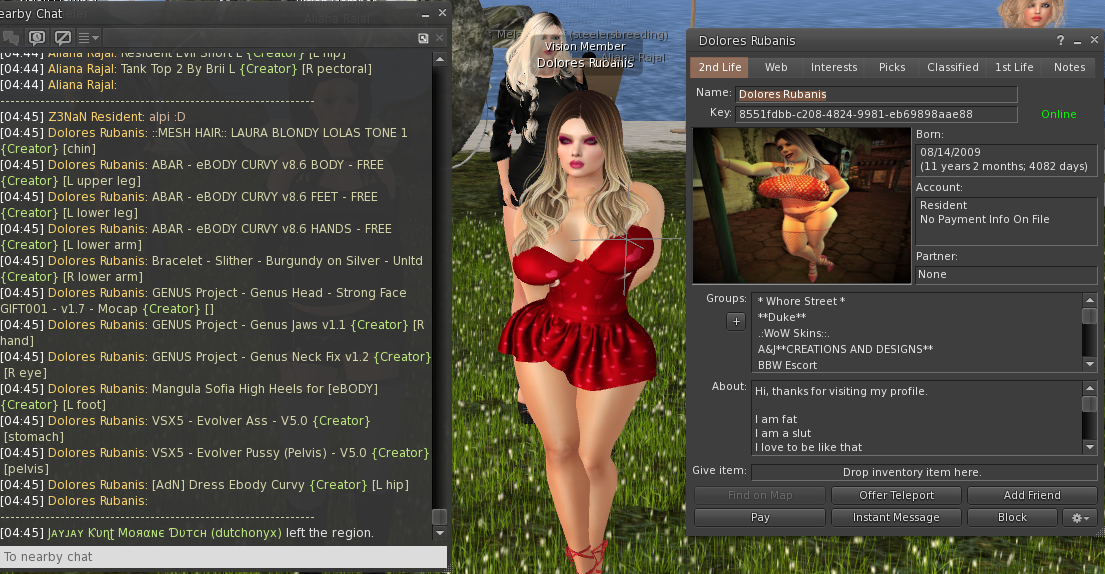 earby Chat
[04:44] Aliana Rajal: Resident Evil Short L {Creator} [L hip]
[04:44] Aliana Rajal: Tank Top 2 By Brii L {Creator} [R pectoral]
[04:44] Aliana Rajal:
------------------------------------------------------------
[04:45] Z3NaN Resident: alpi :D
[04:45] Dolores Rubanis: ::MESH HAIR:: LAURA BLONDY LOLAS TONE 1
{Creator} [chin]
[04:45] Dolores Rubanis: ABAR - eBODY CURVY v8.6 BODY - FREE
{Creator} [L upper leg]
[04:45] Dolores Rubanis: ABAR - eBODY CURVY v8.6 FEET - FREE
{Creator} [L lower leg]
[04:45] Dolores Rubanis: ABAR - eBODY CURVY v8.6 HANDS - FREE
{Creator} [L lower arm]
[04:45] Dolores Rubanis: Bracelet - Slither - Burgundy on Silver - Unltd
{Creator} [R lower arm]
[04:45] Dolores Rubanis: GENUS Project - Genus Head - Strong Face
GIFT001 - v1.7 - Mocap {Creator} []
[04:45] Dolores Rubanis: GENUS Project - Genus Jaws v1.1 {Creator} [R
hand]
[04:45] Dolores Rubanis: GENUS Project - Genus Neck Fix v1.2 {Creator}
[R eye]
[04:45] Dolores Rubanis: Mangula Sofia High Heels for [eBODY]
{Creator} [L foot]
[04:45] Dolores Rubanis: VSX5 - Evolver Ass - V5.0 {Creator}
[stomach]
[04:45] Dolores Rubanis: VSX5 - Evolver Pussy (Pelvis) - V5.0 {Creator}
[pelvis]
[04:45] Dolores Rubanis: [AdN] Dress Ebody Curvy {Creator} [L hip]
[04:45] Dolores Rubanis:
------------------------------------------------------------
[04:45] Jᴀʏᴊᴀʏ Ƙυηʈ Mᴏʀαɴє Ɗᴜᴛᴄʜ (dutchonyx) left the region.
To nearby chat
(steelersbreeding)
Vision Member
Aliana Rajal
Dolores Rubanis
Dolores Rubanis
2nd Life Web Interests Picks Classified 1st Life Notes
Name: Dolores Rubanis
Key: 8551fdbb-c208-4824-9981-eb69898aae88 Online
Born:
08/14/2009
(11 years 2 months; 4082 days)
Account:
Resident
No Payment Info On File
Partner:
None
Groups: * Whore Street *
+ **Duke**
.:WoW Skins::.
A&J**CREATIONS AND DESIGNS**
BBW Escort
About: Hi, thanks for visiting my profile.
I am fat
I am a slut
I love to be like that
Give item: Drop inventory item here.
Find on Map Offer Teleport Add Friend
Pay Instant Message Block